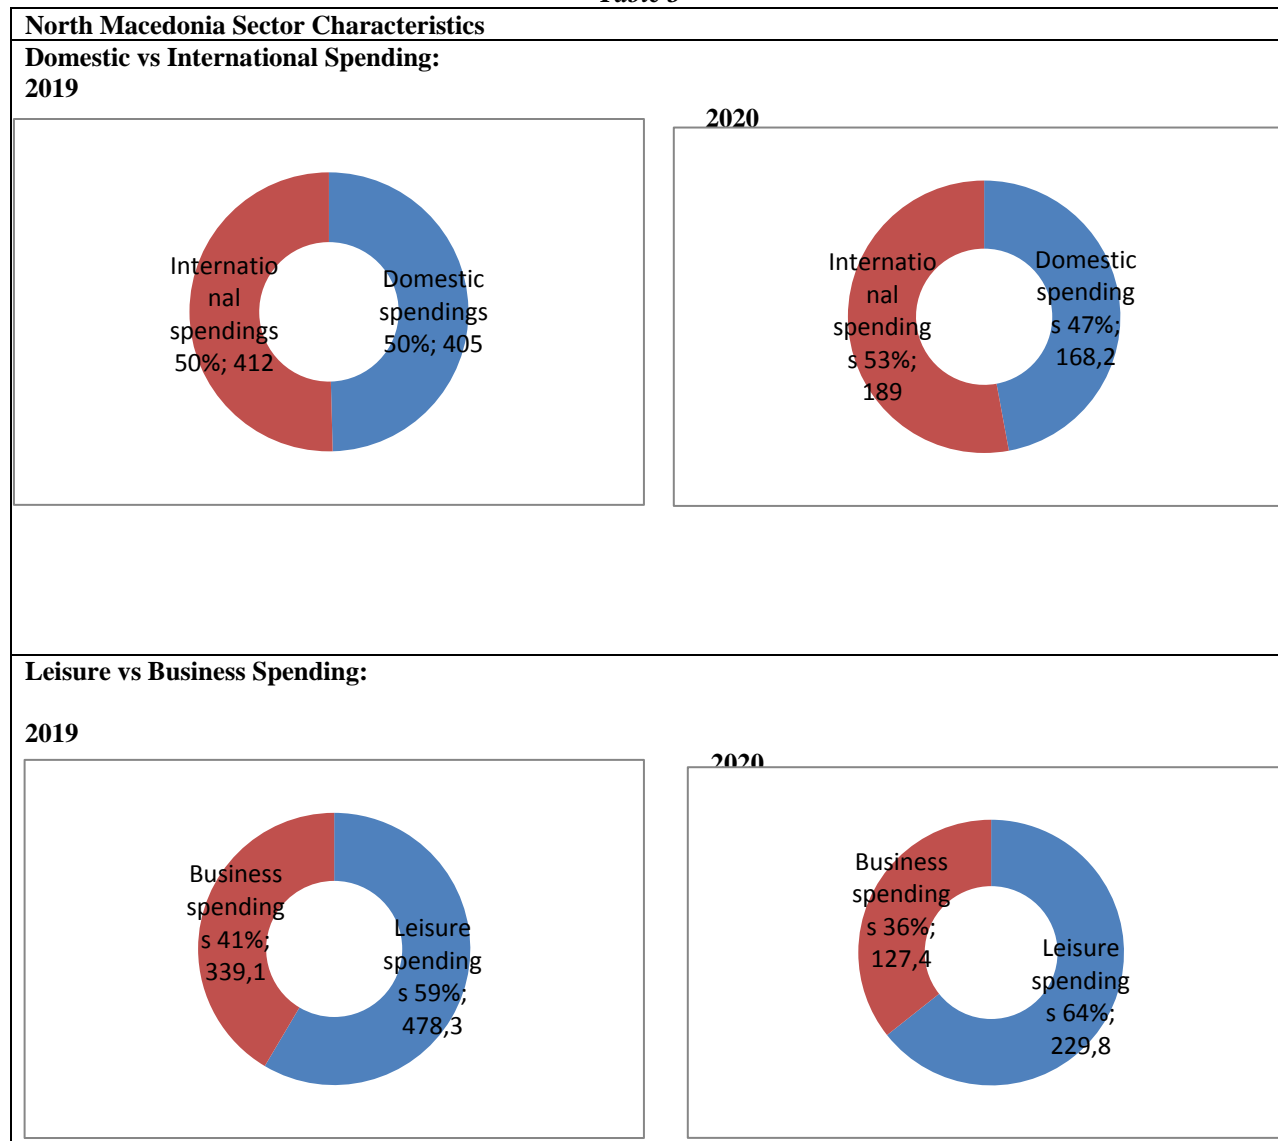 North Macedonia Sector Characteristics
Domestic vs International Spending:
2019
2020
Internatio
nal
spendings
50%; 412
Domestic
spendings
50%; 405
Internatio
nal
spending
s 53%;
189
Domestic
spending
s 47%;
168,2
Leisure vs Business Spending:
2019
2020
Business
spending
s 41%;
339,1
Leisure
spending
s 59%;
478,3
Business
spending
s 36%;
127,4
Leisure
spending
s 64%;
229,8